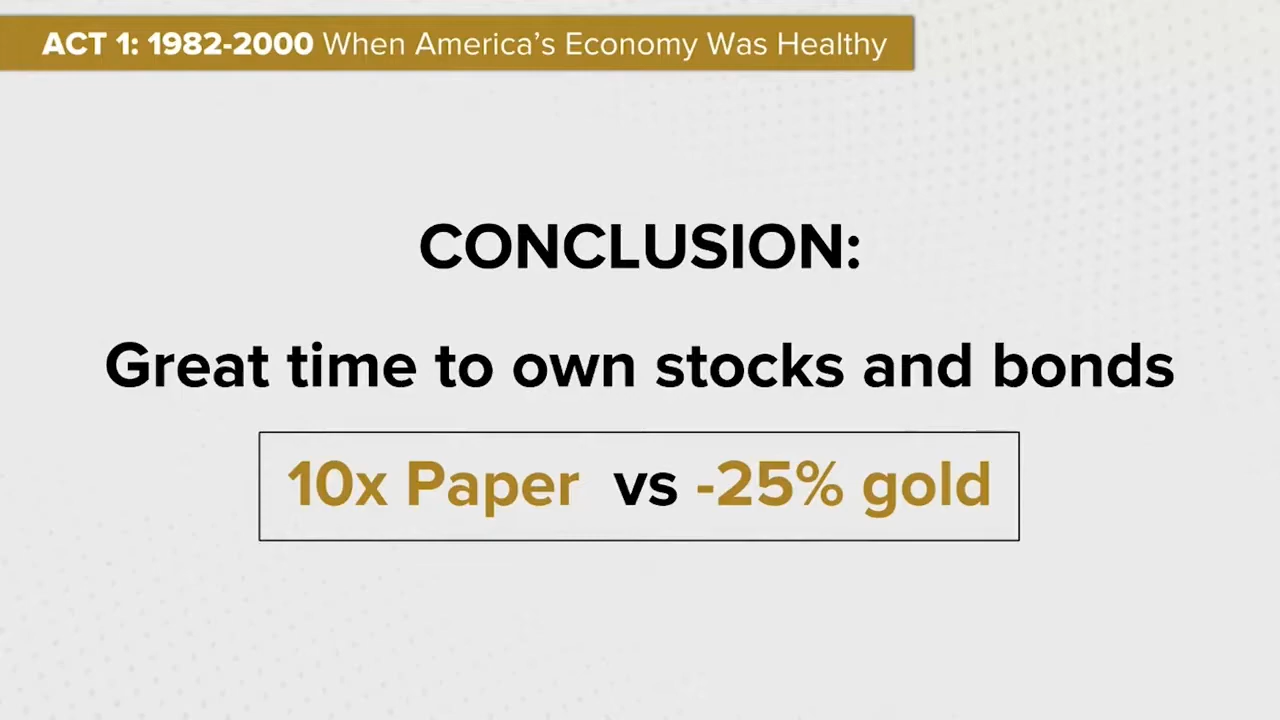 ACT 1: 1982-2000 When America’s Economy Was Healthy
CONCLUSION:
Great time to own stocks and bonds
10x Paper vs -25% gold